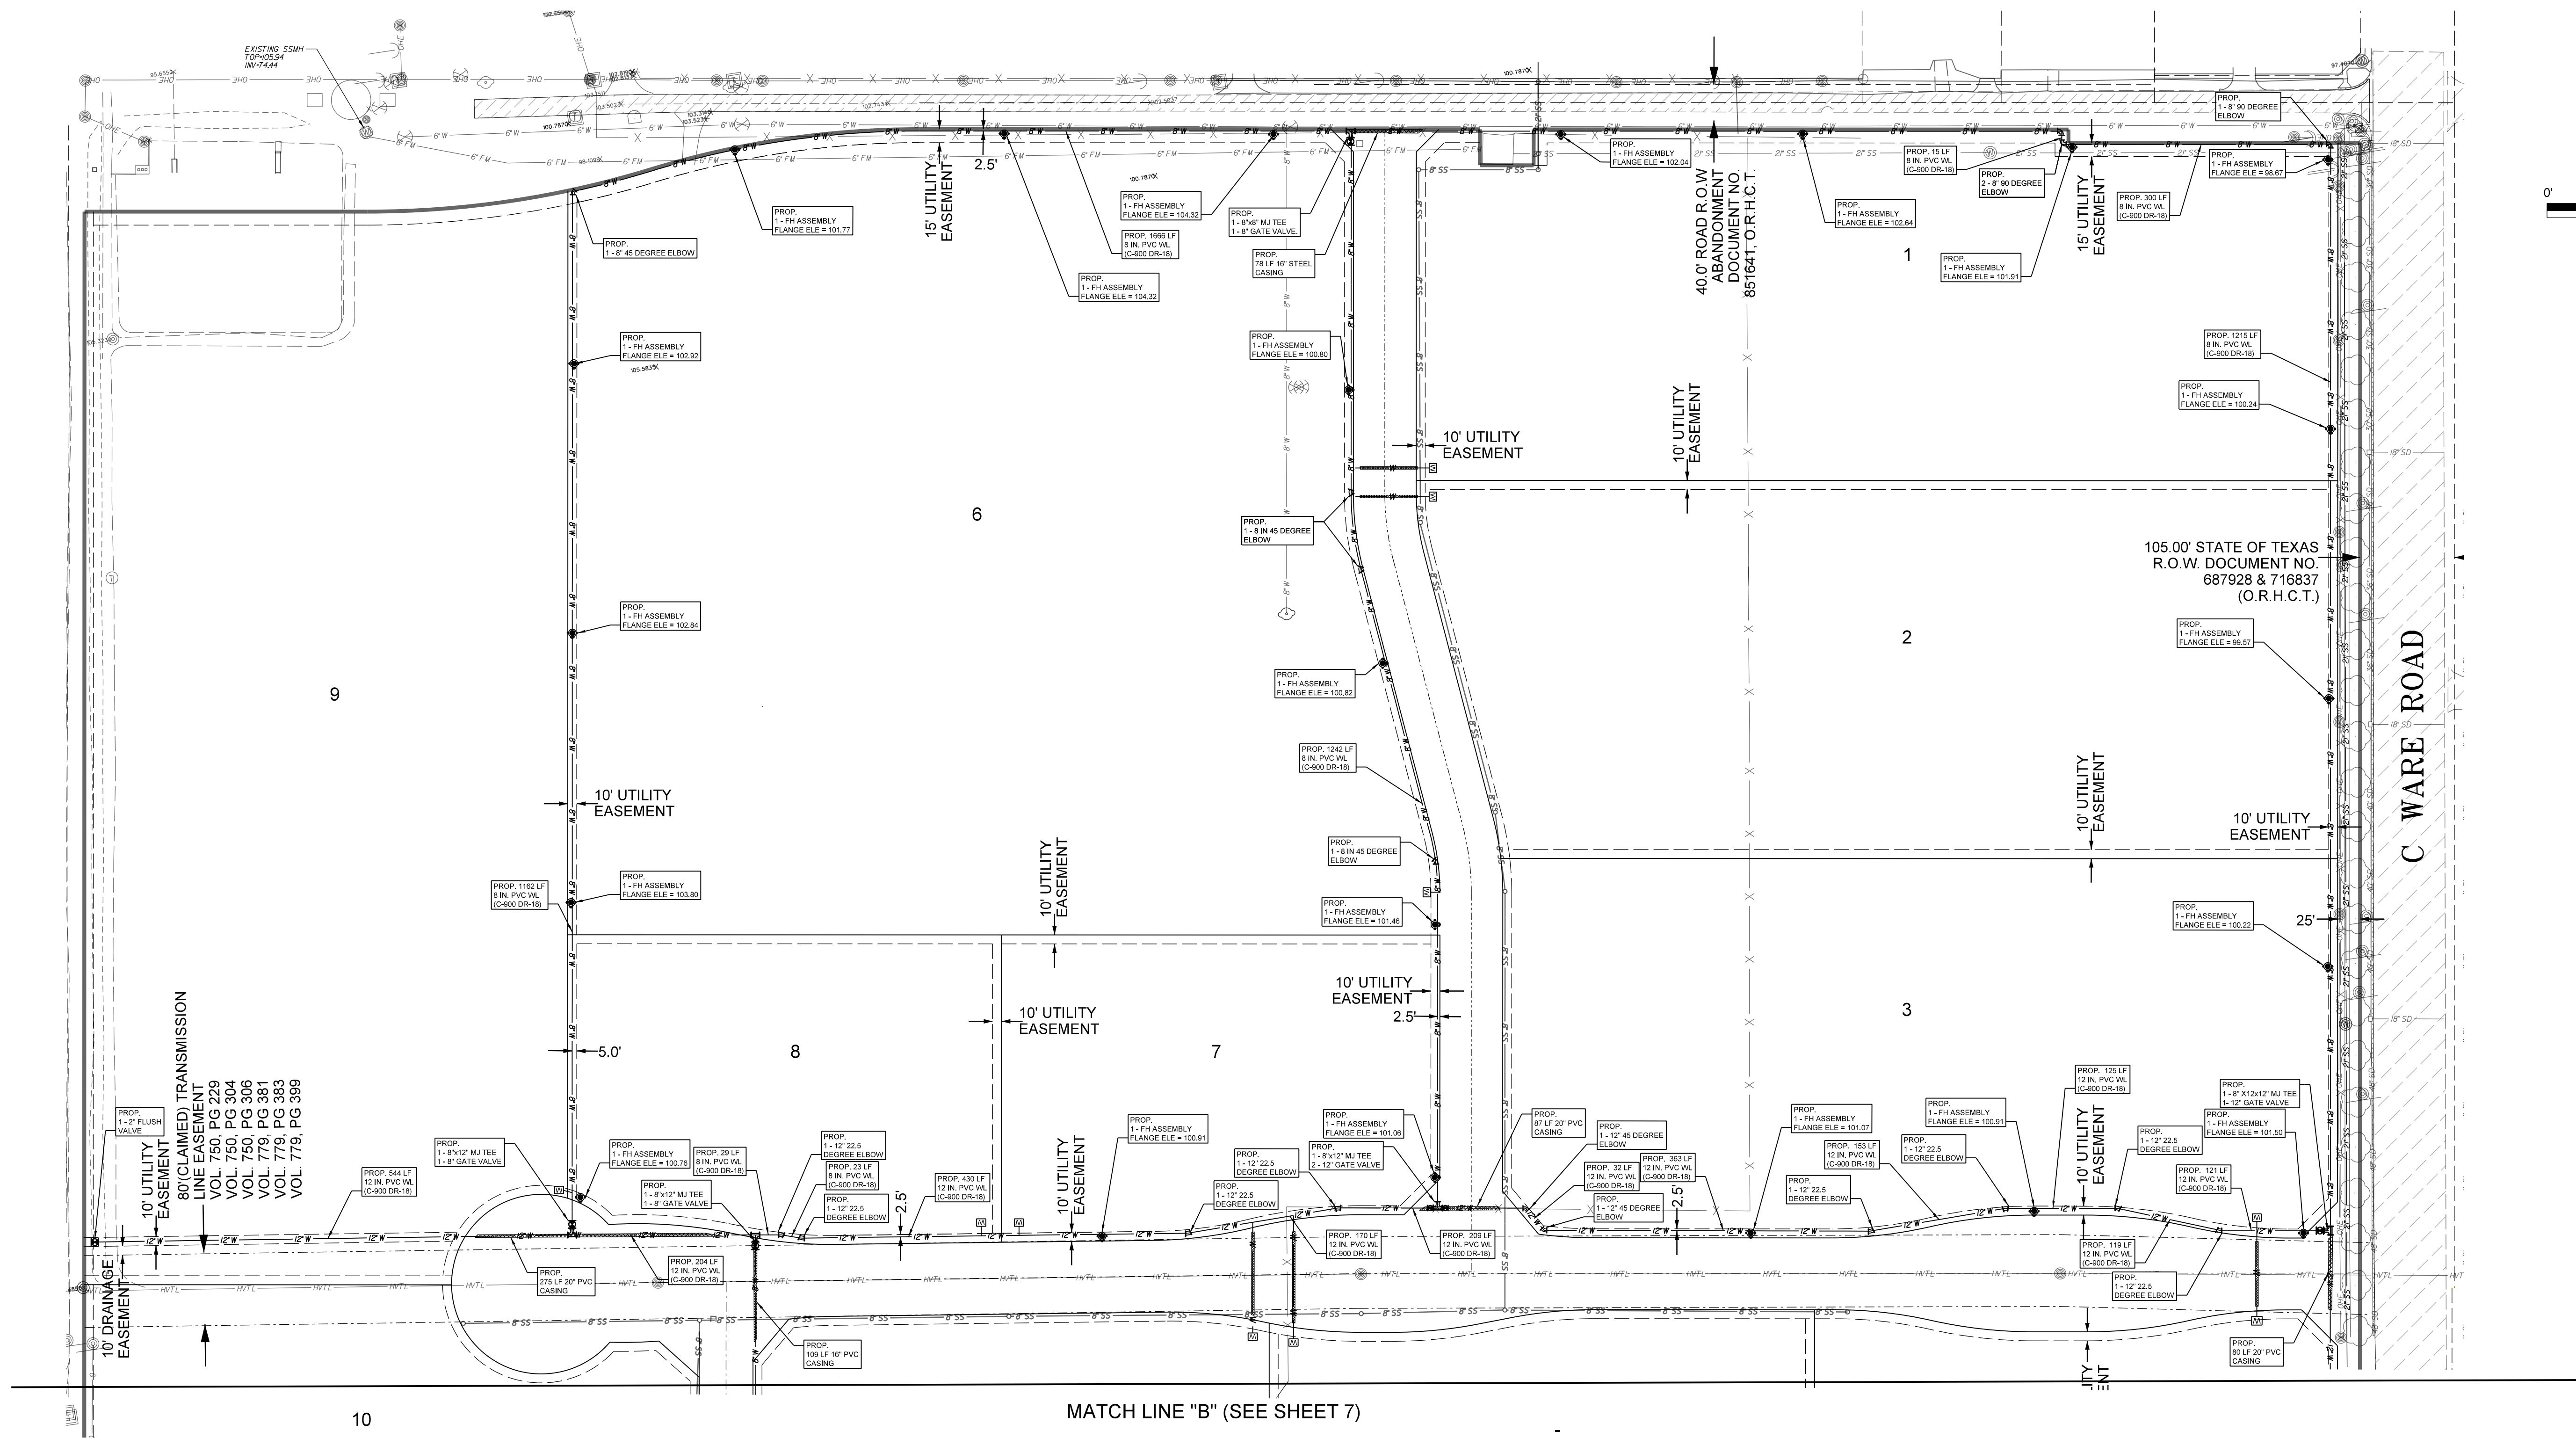 EXISTING SSMH
TOP=105.94
INV=74.44
PROP.
1 - 8" 90 DEGREE
ELBOW
PROP.
1 - FH ASSEMBLY
FLANGE ELE = 98.67
PROP. 15 LF
8 IN. PVC WL
(C-900 DR-18)
PROP.
2 - 8" 90 DEGREE
ELBOW
PROP. 300 LF
8 IN. PVC WL
(C-900 DR-18)
PROP.
1 - FH ASSEMBLY
FLANGE ELE = 102.04
PROP.
1 - FH ASSEMBLY
FLANGE ELE = 102.64
PROP.
1 - FH ASSEMBLY
FLANGE ELE = 101.91
15' UTILITY
EASEMENT
40.0' ROAD R.O.W
ABANDONMENT
DOCUMENT NO.
851641, O.R.H.C.T.
1
0'
15' UTILITY
EASEMENT
2.5'
PROP.
1 - FH ASSEMBLY
FLANGE ELE = 101.77
PROP.
1 - 8" 45 DEGREE ELBOW
PROP.
1 - FH ASSEMBLY
FLANGE ELE = 104.32
PROP. 1666 LF
8 IN. PVC WL
(C-900 DR-18)
PROP.
1 - FH ASSEMBLY
FLANGE ELE = 104.32
PROP.
1 - 8"x8" MJ TEE
1 - 8" GATE VALVE.
PROP.
78 LF 16" STEEL
CASING
100.7870X
100.7870X
100.7870X
PROP.
1 - FH ASSEMBLY
FLANGE ELE = 102.92
105.5835X
PROP.
1 - FH ASSEMBLY
FLANGE ELE = 100.80
PROP. 1215 LF
8 IN. PVC WL
(C-900 DR-18)
PROP.
1 - FH ASSEMBLY
FLANGE ELE = 100.24
10' UTILITY
EASEMENT
10' UTILITY
EASEMENT
6
PROP.
1 - 8 IN 45 DEGREE
ELBOW
105.00' STATE OF TEXAS
R.O.W. DOCUMENT NO.
687928 & 716837
(O.R.H.C.T.)
PROP.
1 - FH ASSEMBLY
FLANGE ELE = 102.84
2
PROP.
1 - FH ASSEMBLY
FLANGE ELE = 99.57
9
PROP.
1 - FH ASSEMBLY
FLANGE ELE = 100.82
C WARE ROAD
PROP. 1242 LF
8 IN. PVC WL
(C-900 DR-18)
10' UTILITY
EASEMENT
10' UTILITY
EASEMENT
10' UTILITY
EASEMENT
PROP.
1 - 8 IN 45 DEGREE
ELBOW
PROP. 1162 LF
8 IN. PVC WL
(C-900 DR-18)
PROP.
1 - FH ASSEMBLY
FLANGE ELE = 103.80
10' UTILITY
EASEMENT
PROP.
1 - FH ASSEMBLY
FLANGE ELE = 101.46
PROP.
1 - FH ASSEMBLY
FLANGE ELE = 100.22
25'
10' UTILITY
EASEMENT
2.5'
10' UTILITY
EASEMENT
3
5.0'
8
7
80'(CLAIMED) TRANSMISSION
LINE EASEMENT
VOL. 750, PG 229
VOL. 750, PG 304
VOL. 750, PG 306
VOL. 779, PG 381
VOL. 779, PG 383
VOL. 779, PG 399
PROP.
1 - 2" FLUSH
VALVE
10' UTILITY
EASEMENT
PROP. 544 LF
12 IN. PVC WL
(C-900 DR-18)
PROP.
1 - 8"x12" MJ TEE
1 - 8" GATE VALVE
PROP.
1 - FH ASSEMBLY
FLANGE ELE = 100.76
PROP. 29 LF
8 IN. PVC WL
(C-900 DR-18)
PROP.
1 - 12" 22.5
DEGREE ELBOW
PROP. 23 LF
8 IN. PVC WL
(C-900 DR-18)
PROP.
1 - 8"x12" MJ TEE
1 - 8" GATE VALVE
PROP.
1 - 12" 22.5
DEGREE ELBOW
2.5'
PROP. 430 LF
12 IN. PVC WL
(C-900 DR-18)
10' UTILITY
EASEMENT
PROP.
1 - FH ASSEMBLY
FLANGE ELE = 100.91
PROP.
1 - 12" 22.5
DEGREE ELBOW
PROP.
1 - 12" 22.5
DEGREE ELBOW
PROP.
1 - FH ASSEMBLY
FLANGE ELE = 101.06
PROP.
1 - 8"x12" MJ TEE
2 - 12" GATE VALVE
PROP.
87 LF 20" PVC
CASING
PROP.
1 - 12" 45 DEGREE
ELBOW
PROP. 32 LF
12 IN. PVC WL
(C-900 DR-18)
PROP. 363 LF
12 IN. PVC WL
(C-900 DR-18)
PROP.
1 - 12" 45 DEGREE
ELBOW
2.5'
PROP.
1 - FH ASSEMBLY
FLANGE ELE = 101.07
PROP.
1 - 12" 22.5
DEGREE ELBOW
PROP. 153 LF
12 IN. PVC WL
(C-900 DR-18)
PROP.
1 - FH ASSEMBLY
FLANGE ELE = 100.91
PROP.
1 - 12" 22.5
DEGREE ELBOW
PROP. 125 LF
12 IN. PVC WL
(C-900 DR-18)
10' UTILITY
EASEMENT
PROP.
1 - 12" 22.5
DEGREE ELBOW
PROP. 121 LF
12 IN. PVC WL
(C-900 DR-18)
PROP.
1 - 8" X12x12" MJ TEE
1- 12" GATE VALVE
PROP.
1 - FH ASSEMBLY
FLANGE ELE = 101.50
PROP. 170 LF
12 IN. PVC WL
(C-900 DR-18)
PROP. 209 LF
12 IN. PVC WL
(C-900 DR-18)
PROP. 119 LF
12 IN. PVC WL
(C-900 DR-18)
PROP.
1 - 12" 22.5
DEGREE ELBOW
10' DRAINAGE
EASEMENT
PROP.
275 LF 20" PVC
CASING
PROP. 204 LF
12 IN. PVC WL
(C-900 DR-18)
PROP.
109 LF 16" PVC
CASING
PROP.
80 LF 20" PVC
CASING
10
MATCH LINE "B" (SEE SHEET 7)